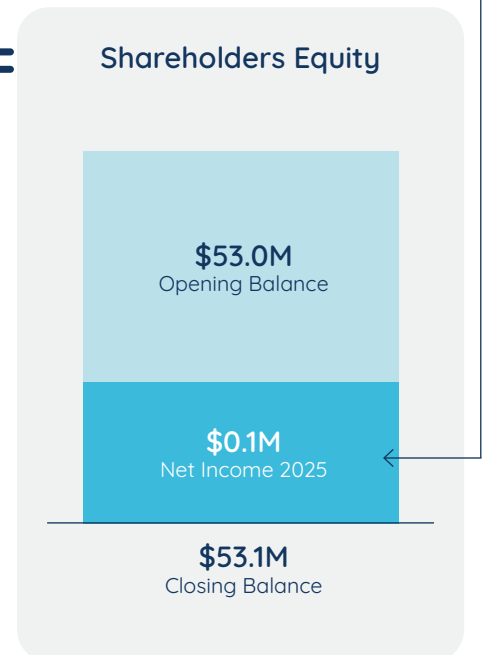 Shareholders Equity
$53.0M
Opening Balance
$0.1M
Net Income 2025
$53.1M
Closing Balance